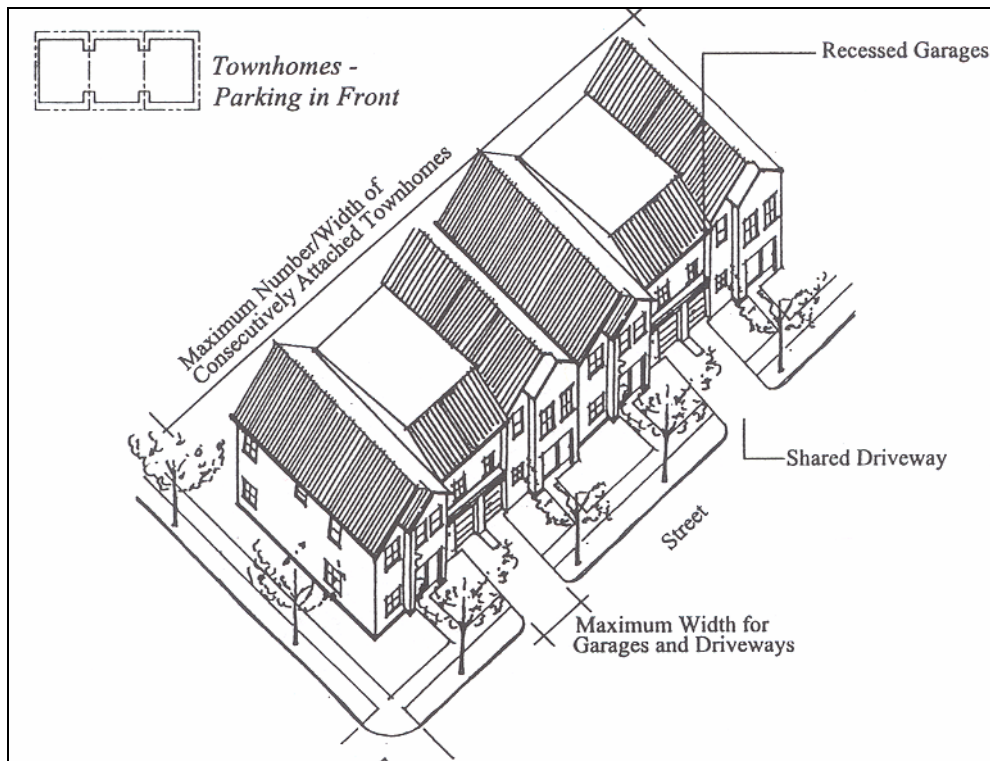 Townhomes -
Parking in Front
Recessed Garages
Maximum Number/Width of
Consecutively Attached Townhomes
Shared Driveway
Street
Maximum Width for
Garages and Driveways